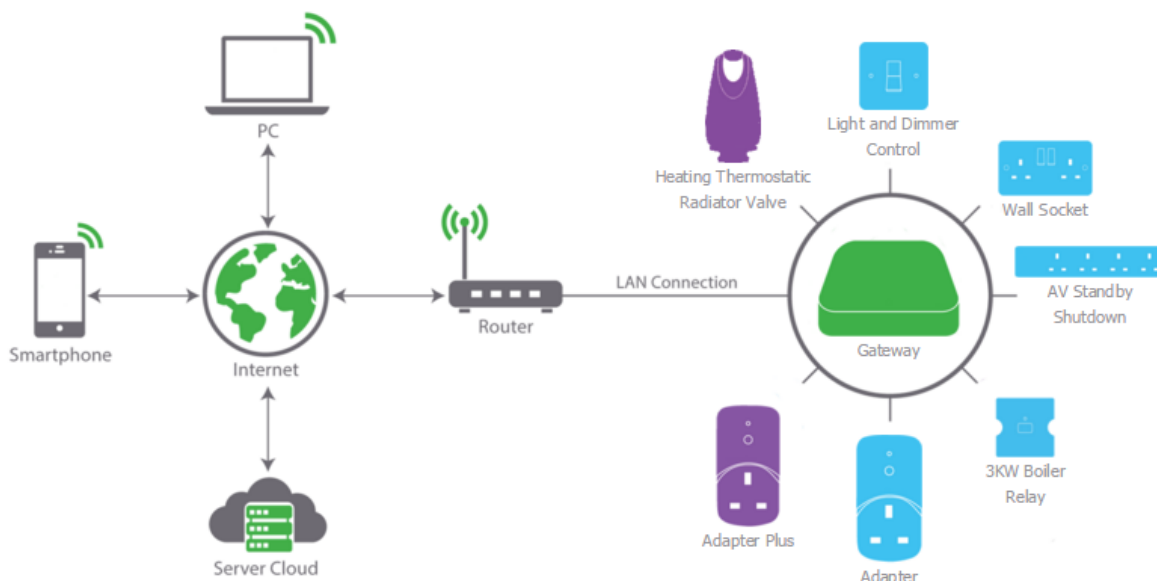 PC
Smartphone
Internet
Server Cloud
Router
LAN Connection
Gateway
Heating Thermostatic
Radiator Valve
Light and Dimmer
Control
Wall Socket
AV Standby
Shutdown
3KW Boiler
Relay
Adapter
Adapter Plus